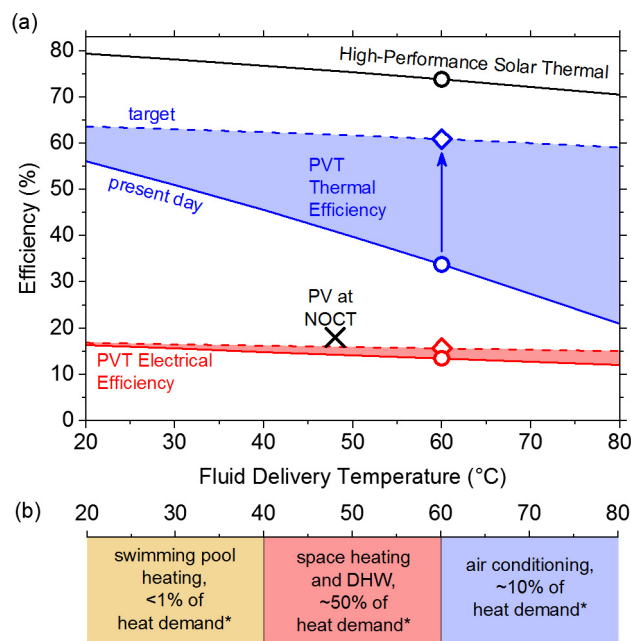 (a)
80
70
60
50
40
30
20
10
0
Efficiency (%)
High-Performance Solar Thermal
target
present day
PVT
Thermal
Efficiency
PV at
NOCT
PVT Electrical
Efficiency
20 30 40 50 60 70 80
Fluid Delivery Temperature (°C)
(b)
20 30 40 50 60 70 80
swimming pool
heating,
<1% of
heat demand*
space heating
and DHW,
~50% of
heat demand*
air conditioning,
~10% of
heat demand*